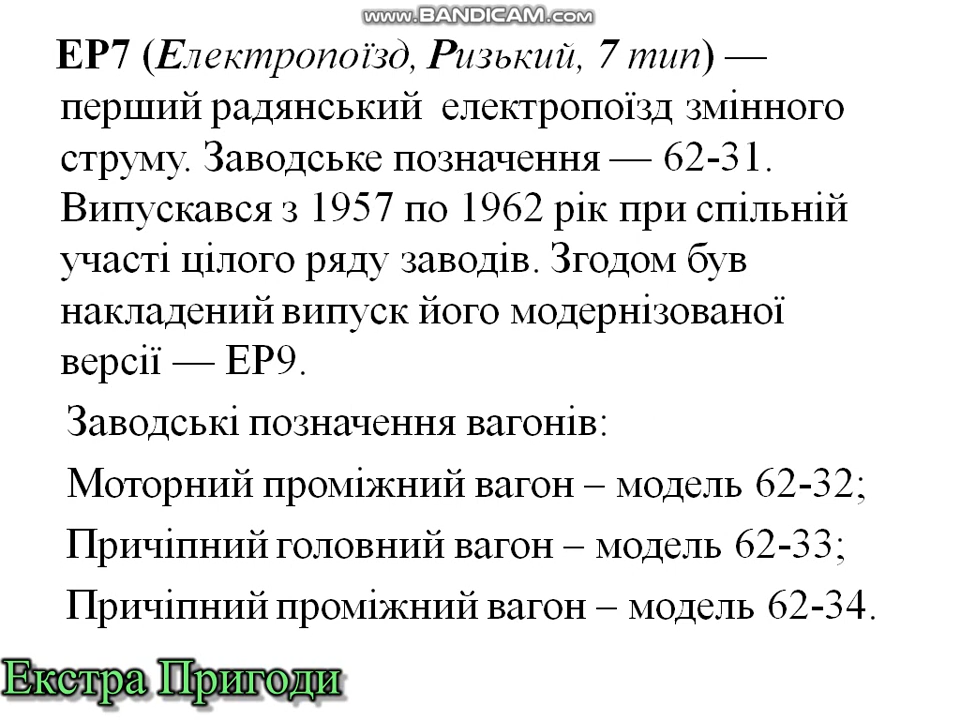 www.BANDICAM.com
ЕР7 (Електропоїзд, Ризький, 7 тип) —
перший радянський електропоїзд змінного
струму. Заводське позначення — 62-31.
Випускався з 1957 по 1962 рік при спільній
участі цілого ряду заводів. Згодом був
накладений випуск його модернізованої
версії — ЕР9.
Заводські позначення вагонів:
Моторний проміжний вагон – модель 62-32;
Причіпний головний вагон – модель 62-33;
Причіпний проміжний вагон – модель 62-34.
Екстра Пригоди